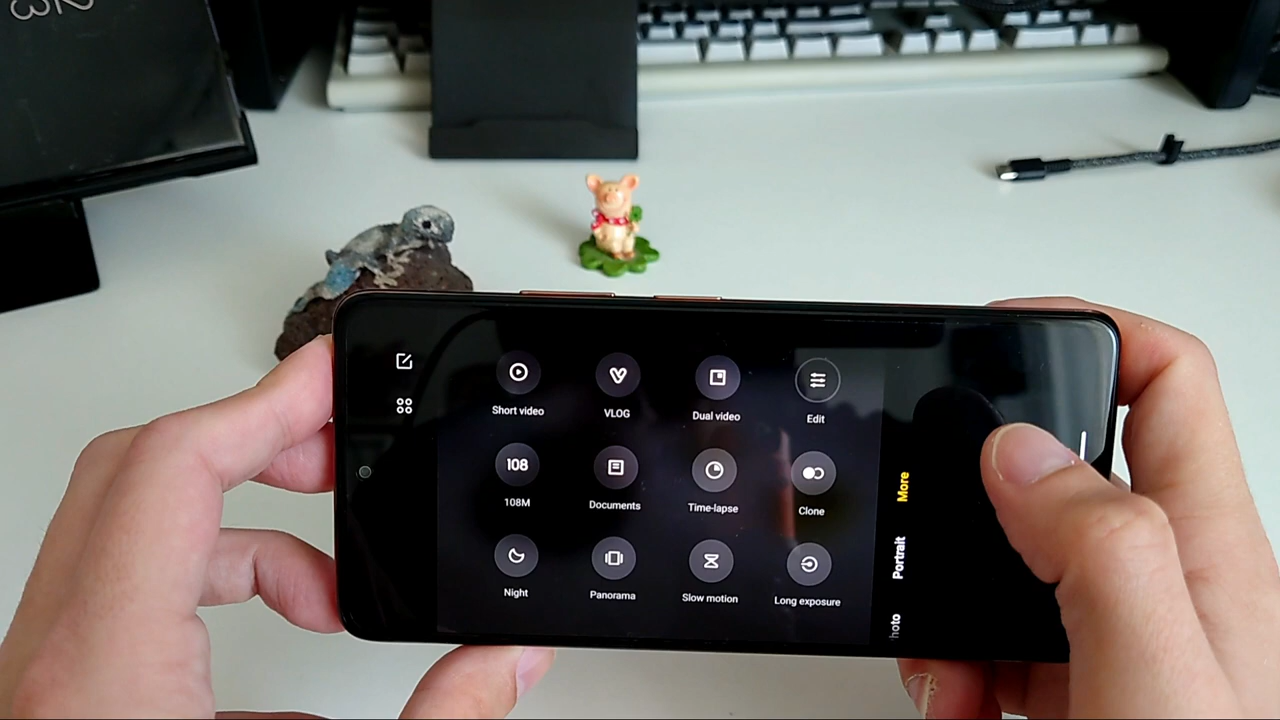 23
Short video
VLOG
Dual video
Edit
108
108M
Documents
Time-lapse
Clone
Night
Panorama
Slow motion
Long exposure
More
Portrait
hoto